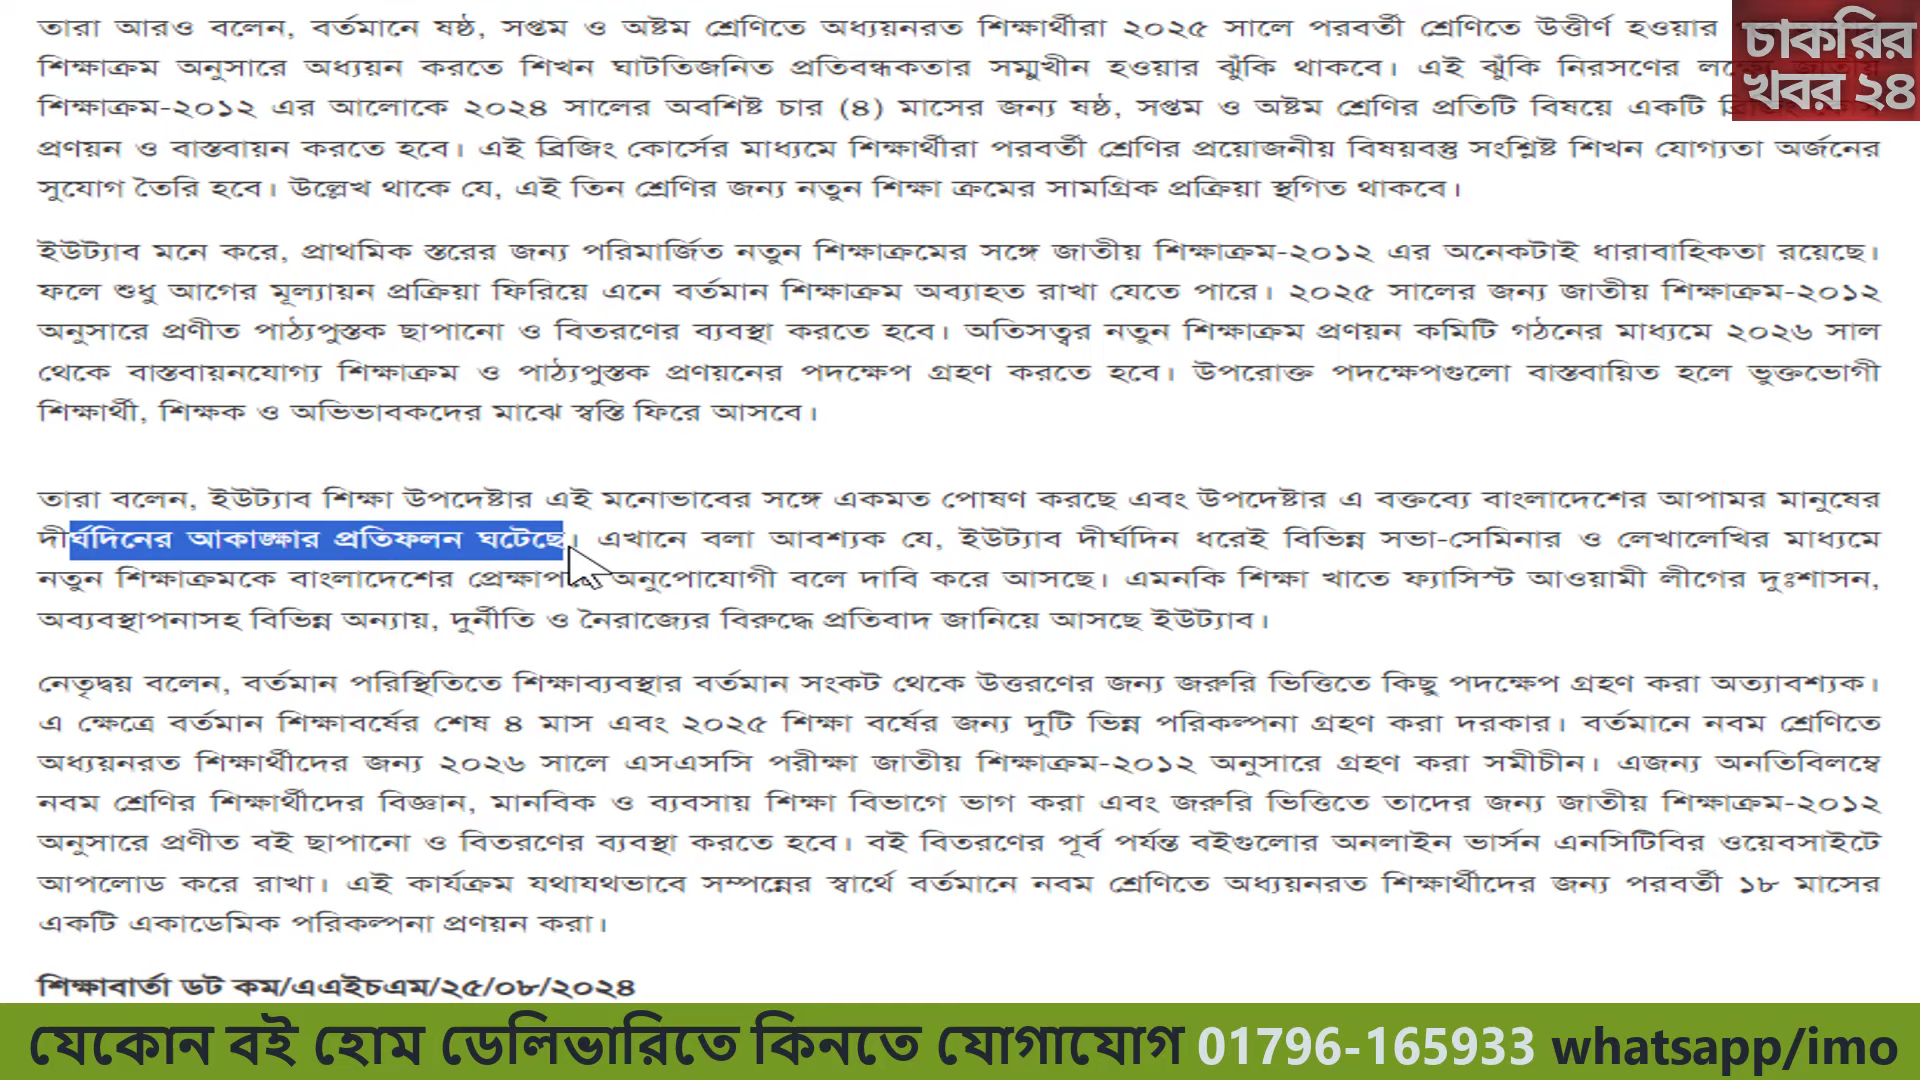 তারা আরও বলেন, বর্তমানে ষষ্ঠ, সপ্তম ও অষ্টম শ্রেণিতে অধ্যয়নরত শিক্ষার্থীরা ২০২৫ সালে পরবর্তী শ্রেণিতে উত্তীর্ণ হওয়ার
শিক্ষাক্রম অনুসারে অধ্যয়ন করতে শিখন ঘাটতিজনিত প্রতিবন্ধকতার সম্মুখীন হওয়ার ঝুঁকি থাকবে। এই ঝুঁকি নিরসণের লক্ষ্যে জাতীয়
শিক্ষাক্রম-২০১২ এর আলোকে ২০২৪ সালের অবশিষ্ট চার (৪) মাসের জন্য ষষ্ঠ, সপ্তম ও অষ্টম শ্রেণির প্রতিটি বিষয়ে একটি
প্রণয়ন ও বাস্তবায়ন করতে হবে। এই ব্রিজিং কোর্সের মাধ্যমে শিক্ষার্থীরা পরবর্তী শ্রেণির প্রয়োজনীয় বিষয়বস্তু সংশ্লিষ্ট শিখন যোগ্যতা অর্জনের
সুযোগ তৈরি হবে। উল্লেখ থাকে যে, এই তিন শ্রেণির জন্য নতুন শিক্ষা ক্রমের সামগ্রিক প্রক্রিয়া স্থগিত থাকবে।
ইউট্যাব মনে করে, প্রাথমিক স্তরের জন্য পরিমার্জিত নতুন শিক্ষাক্রমের সঙ্গে জাতীয় শিক্ষাক্রম-২০১২ এর অনেকটাই ধারাবাহিকতা রয়েছে।
ফলে শুধু আগের মূল্যায়ন প্রক্রিয়া ফিরিয়ে এনে বর্তমান শিক্ষাক্রম অব্যাহত রাখা যেতে পারে। ২০২৫ সালের জন্য জাতীয় শিক্ষাক্রম-২০১২
অনুসারে প্রণীত পাঠ্যপুস্তক ছাপানো ও বিতরণের ব্যবস্থা করতে হবে। অতিসত্বর নতুন শিক্ষাক্রম প্রণয়ন কমিটি গঠনের মাধ্যমে ২০২৬ সাল
থেকে বাস্তবায়নযোগ্য শিক্ষাক্রম ও পাঠ্যপুস্তক প্রণয়নের পদক্ষেপ গ্রহণ করতে হবে। উপরোক্ত পদক্ষেপগুলো বাস্তবায়িত হলে ভুক্তভোগী
শিক্ষার্থী, শিক্ষক ও অভিভাবকদের মাঝে স্বস্তি ফিরে আসবে।
তারা বলেন, ইউট্যাব শিক্ষা উপদেষ্টার এই মনোভাবের সঙ্গে একমত পোষণ করছে এবং উপদেষ্টার এ বক্তব্যে বাংলাদেশের আপামর মানুষের
দীর্ঘদিনের আকাঙ্ক্ষার প্রতিফলন ঘটেছে। এখানে বলা আবশ্যক যে, ইউট্যাব দীর্ঘদিন ধরেই বিভিন্ন সভা-সেমিনার ও লেখালেখির মাধ্যমে
নতুন শিক্ষাক্রমকে বাংলাদেশের অনুপোযোগী বলে দাবি করে আসছে। এমনকি শিক্ষা খাতে ফ্যাসিস্ট আওয়ামী লীগের দুঃশাসন,
অব্যবস্থাপনাসহ বিভিন্ন অন্যায়, দুর্নীতি ও নৈরাজ্যের বিরুদ্ধে প্রতিবাদ জানিয়ে আসছে ইউট্যাব।
নেতৃদ্বয় বলেন, বর্তমান পরিস্থিতিতে শিক্ষাব্যবস্থার বর্তমান সংকট থেকে উত্তরণের জন্য জরুরি ভিত্তিতে কিছু পদক্ষেপ গ্রহণ করা অত্যাবশ্যক।
এ ক্ষেত্রে বর্তমান শিক্ষাবর্ষের শেষ ৪ মাস এবং ২০২৫ শিক্ষা বর্ষের জন্য দুটি ভিন্ন পরিকল্পনা গ্রহণ করা দরকার। বর্তমানে নবম শ্রেণিতে
অধ্যয়নরত শিক্ষার্থীদের জন্য ২০২৬ সালে এসএসসি পরীক্ষা জাতীয় শিক্ষাক্রম-২০১২ অনুসারে গ্রহণ করা সমীচীন। এজন্য অনতিবিলম্বে
নবম শ্রেণির শিক্ষার্থীদের বিজ্ঞান, মানবিক ও ব্যবসায় শিক্ষা বিভাগে ভাগ করা এবং জরুরি ভিত্তিতে তাদের জন্য জাতীয় শিক্ষাক্রম-২০১২
অনুসারে প্রণীত বই ছাপানো ও বিতরণের ব্যবস্থা করতে হবে। বই বিতরণের পূর্ব পর্যন্ত বইগুলোর অনলাইন ভার্সন এনসিটিবির ওয়েবসাইটে
আপলোড করে রাখা। এই কার্যক্রম যথাযথভাবে সম্পন্নের স্বার্থে বর্তমানে নবম শ্রেণিতে অধ্যয়নরত শিক্ষার্থীদের জন্য পরবর্তী ১৮ মাসের
একটি একাডেমিক পরিকল্পনা প্রণয়ন করা।
শিক্ষাবার্তা ডট কম/এএইচএম/২৫/০৮/২০২৪
চাকরির
খবর ২৪
যেকোন বই হোম ডেলিভারিতে কিনতে যোগাযোগ 01796-165933 whatsapp/imo